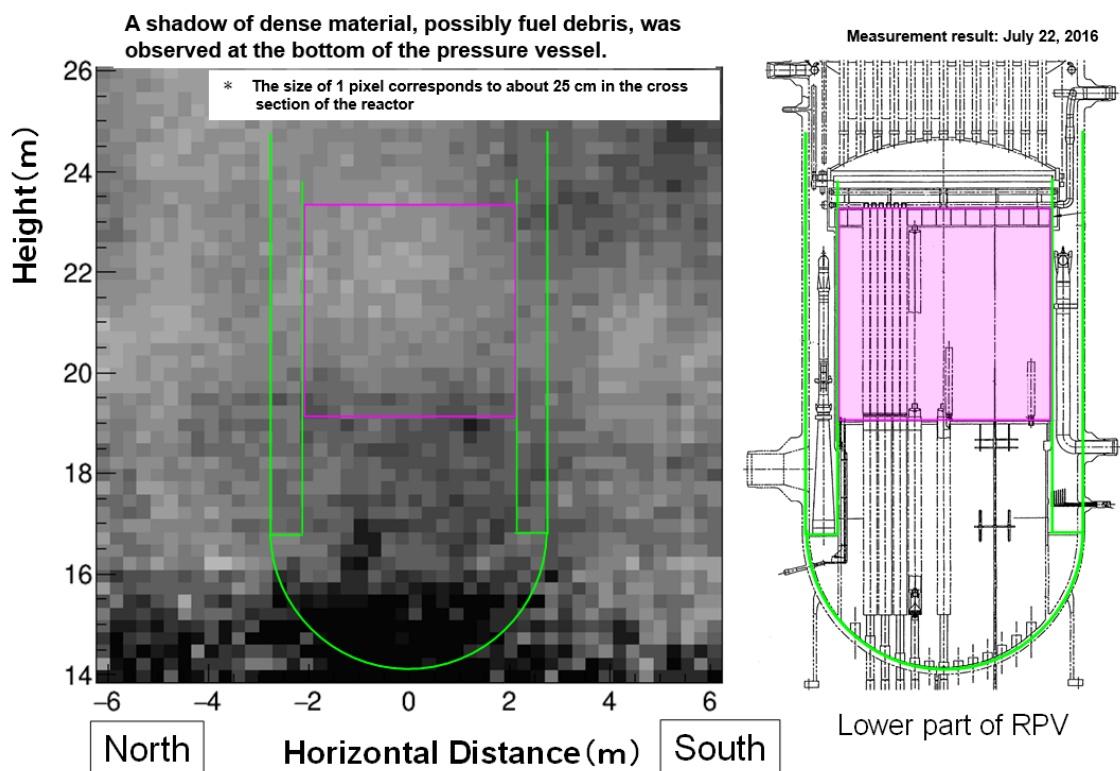 A shadow of dense material, possibly fuel debris, was
observed at the bottom of the pressure vessel.
Measurement result: July 22, 2016
* The size of 1 pixel corresponds to about 25 cm in the cross
section of the reactor
Height(m)
26
24
22
20
18
16
14
−6 −4 −2 0 2 4 6
North
Horizontal Distance(m)
South
Lower part of RPV